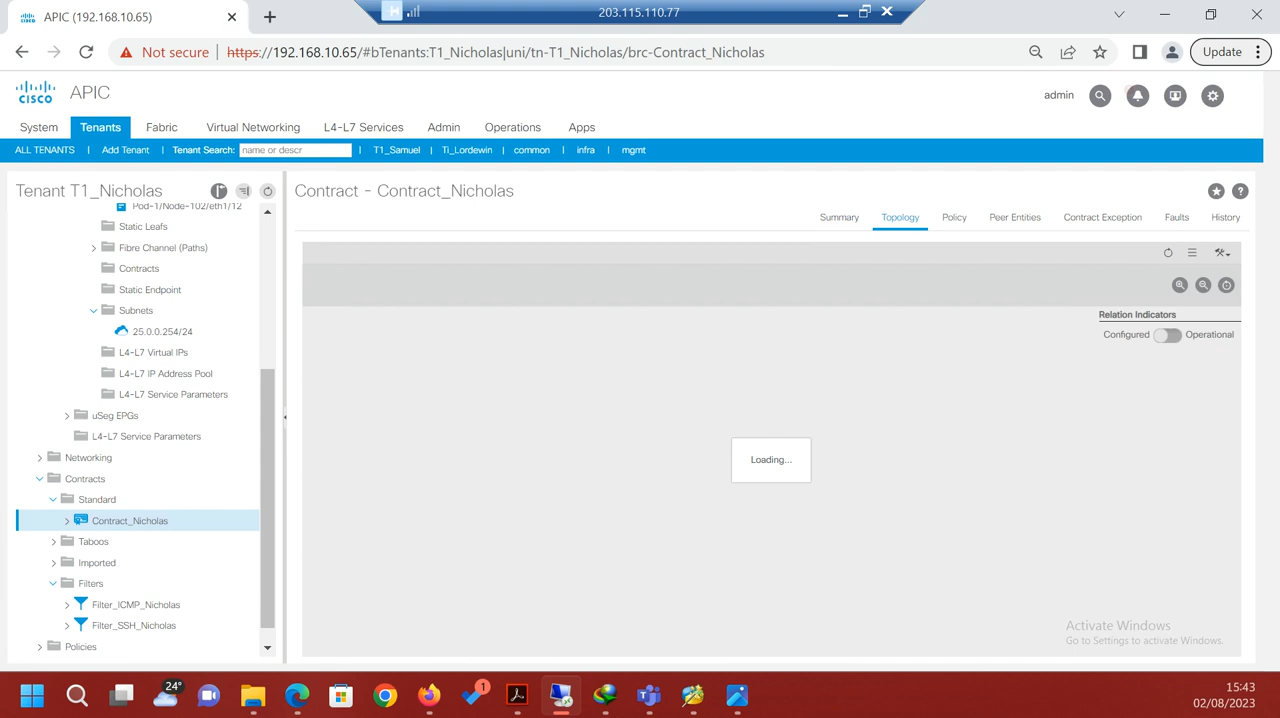 APIC (192.168.10.65)
203.115.110.77
Not secure
https://192.168.10.65/#bTenants:T1_Nicholas|uni/tn-T1_Nicholas/brc-Contract_Nicholas
Update
CISCO
APIC
admin
System Tenants Fabric Virtual Networking L4-L7 Services Admin Operations Apps
ALL TENANTS | Add Tenant | Tenant Search: name or descr | T1_Samuel | Ti_Lordewin | common | infra | mgmt
Tenant T1_Nicholas
Pod-1/Node-102/eth1/12
Static Leafs
Fibre Channel (Paths)
Contracts
Static Endpoint
Subnets
25.0.0.254/24
L4-L7 Virtual IPs
L4-L7 IP Address Pool
L4-L7 Service Parameters
uSeg EPGs
L4-L7 Service Parameters
Networking
Contracts
Standard
Contract_Nicholas
Taboos
Imported
Filters
Filter_ICMP_Nicholas
Filter_SSH_Nicholas
Policies
Contract - Contract_Nicholas
Summary Topology Policy Peer Entities Contract Exception Faults History
Relation Indicators
Configured Operational
Loading...
Activate Windows
Go to Settings to activate Windows.
24°
1
15:43
02/08/2023